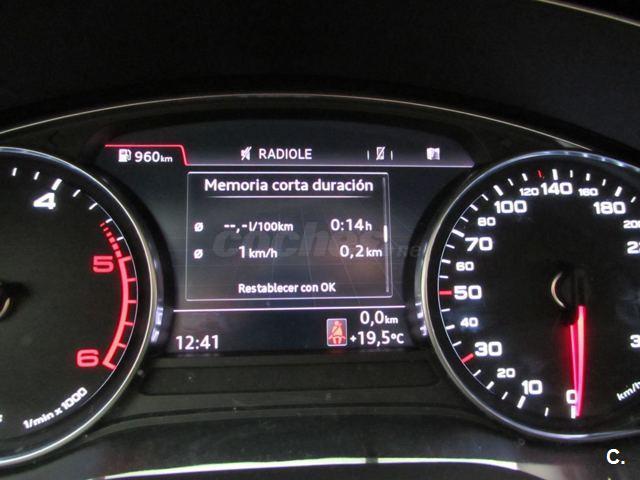 960km RADIOLE
Memoria corta duración
ø --,-l/100km 0:14h
ø 1km/h 0,2km
Restablecer con OK
0,0km
12:41 +19,5°C
4
5
6
1/min x 1000
0
10
20
30
40
50
60
70
80
100
120
140
160
180
coches.net
C.